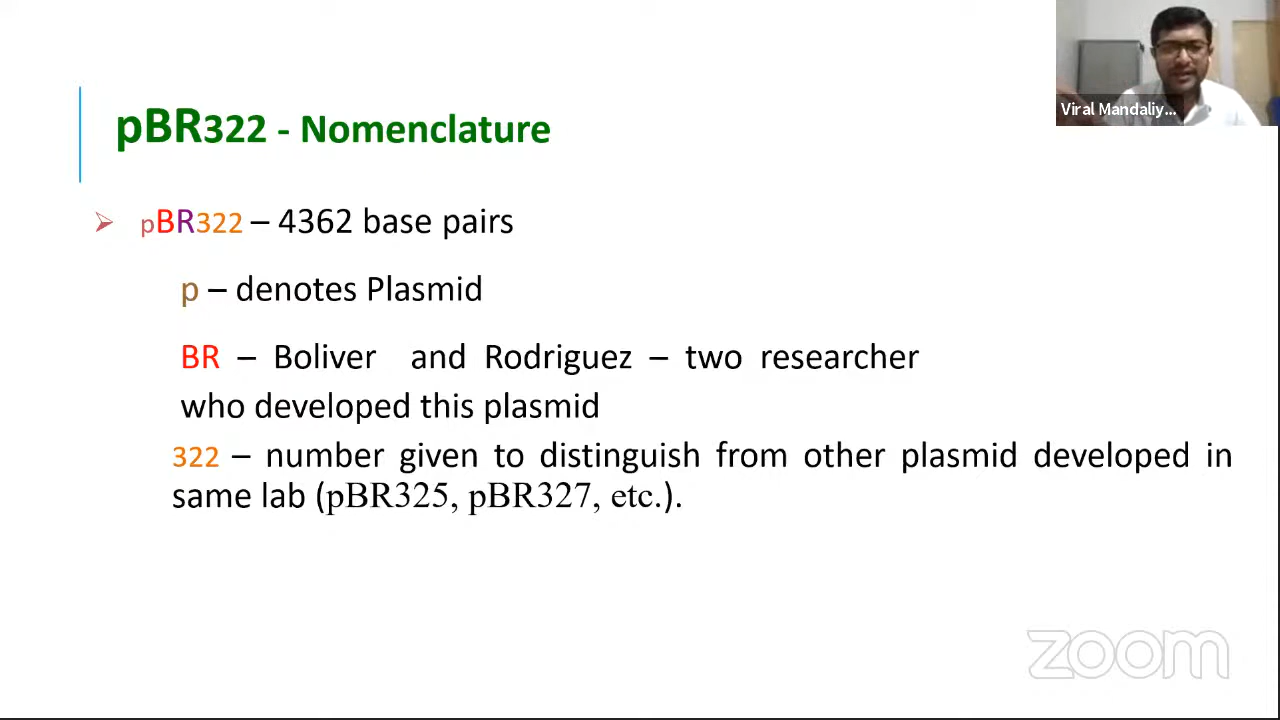 Viral Mandaliy...
pBR322 - Nomenclature
pBR322 – 4362 base pairs
p – denotes Plasmid
BR – Boliver and Rodriguez – two researcher
who developed this plasmid
322 – number given to distinguish from other plasmid developed in
same lab (pBR325, pBR327, etc.).
zoom